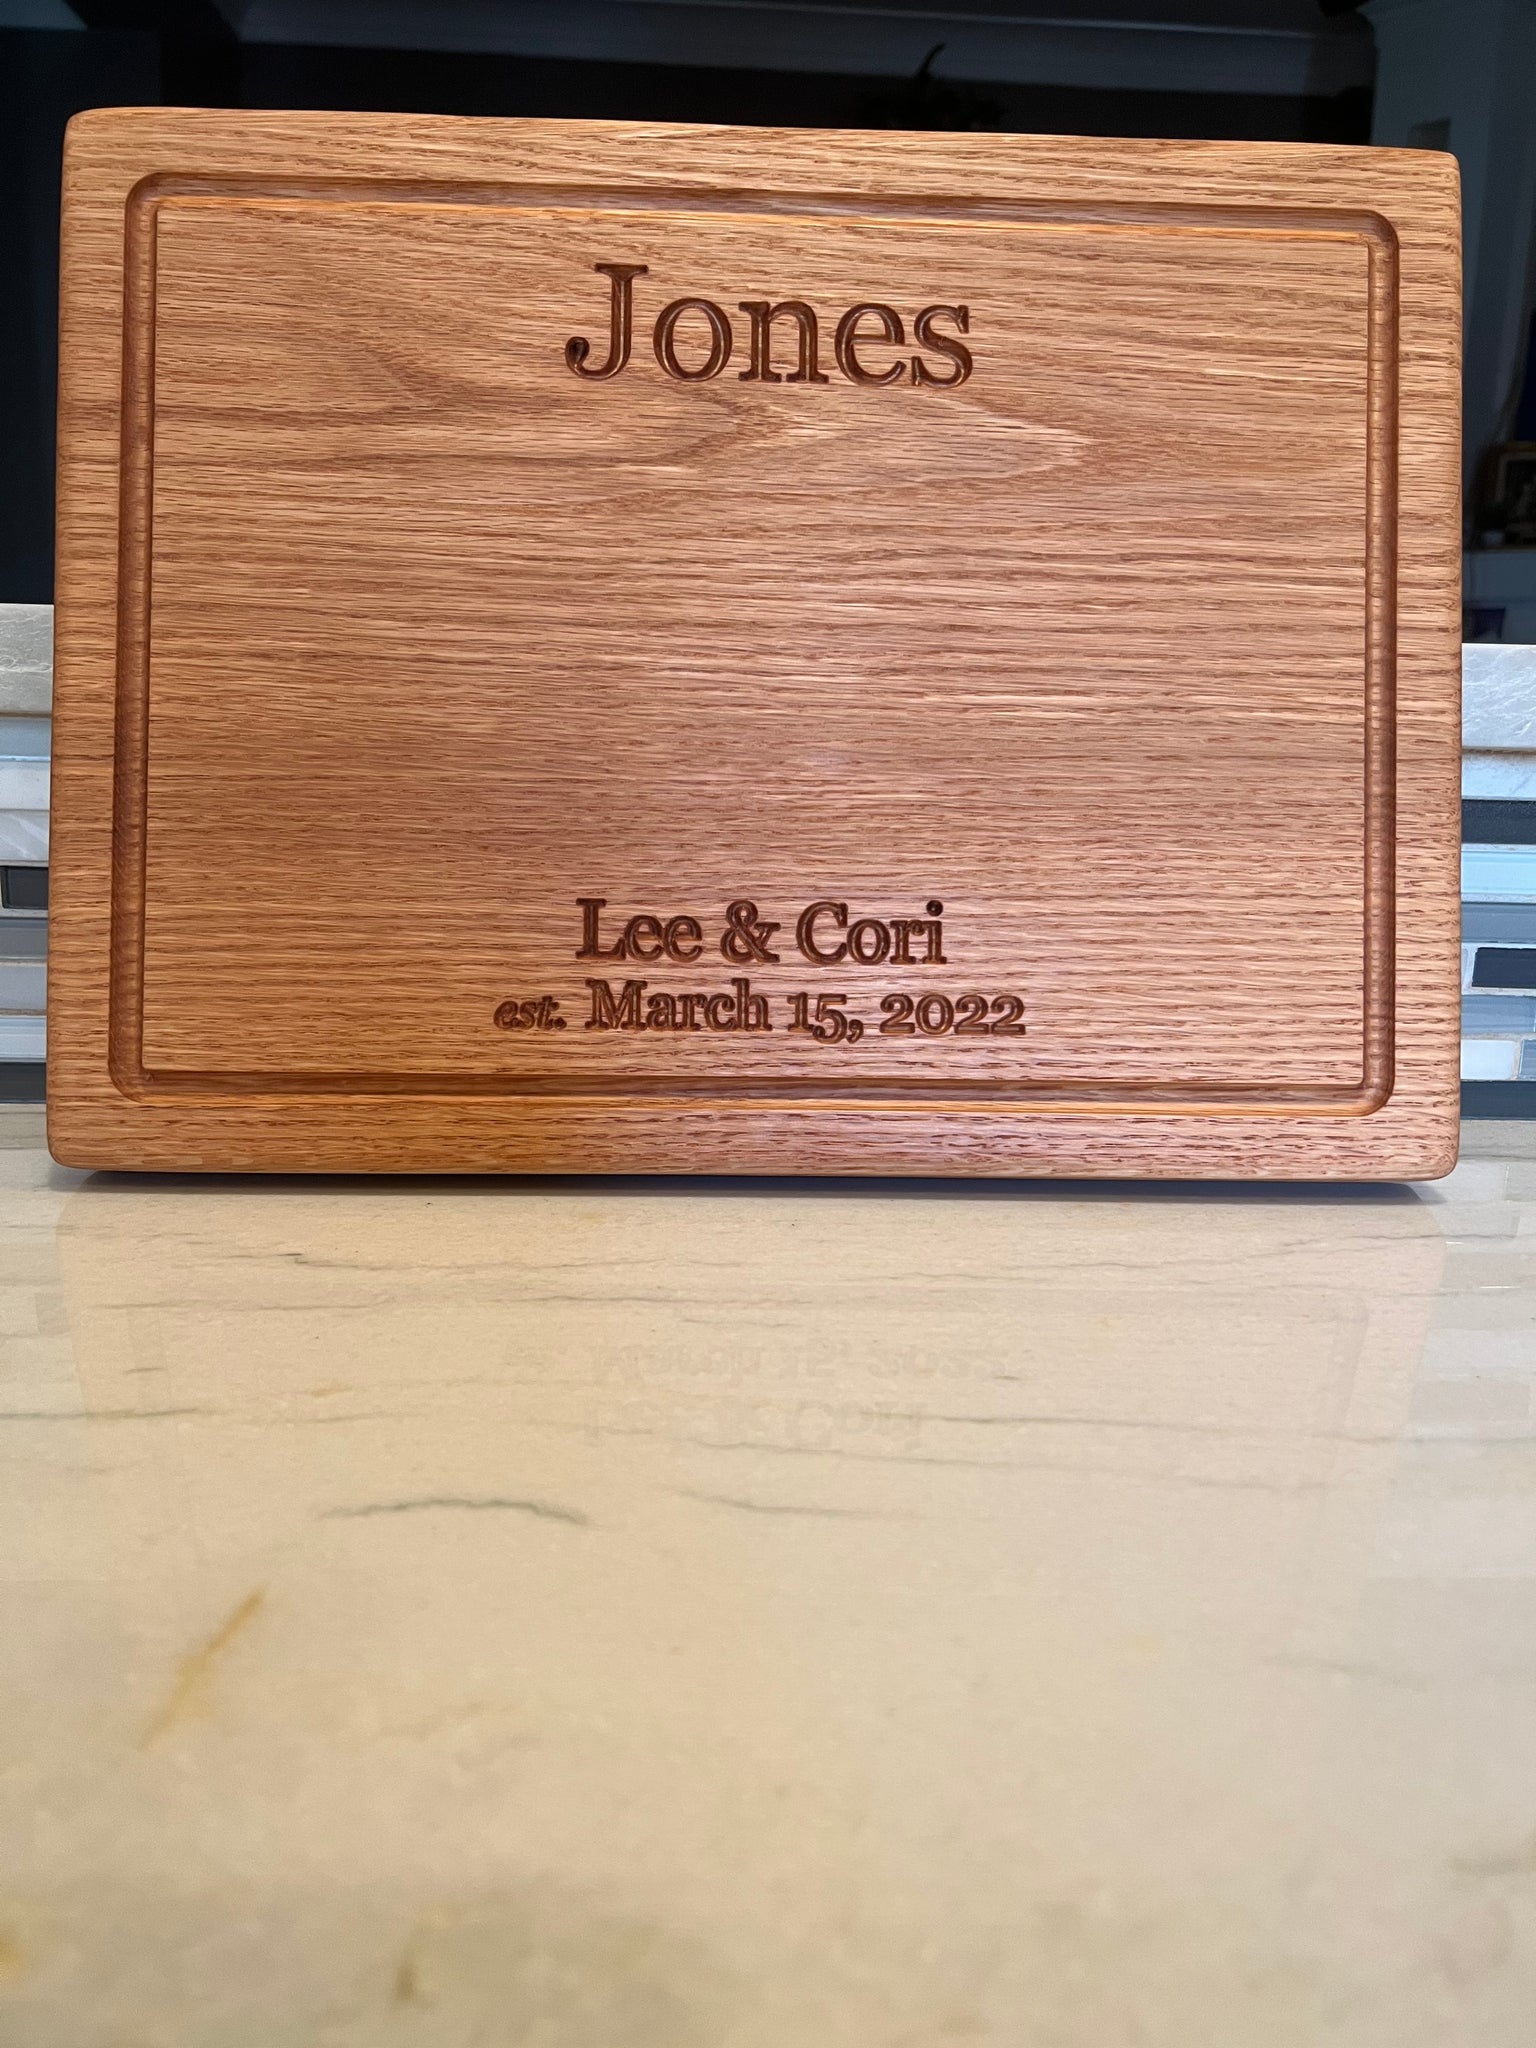 Jones
Lee & Cori
est. March 15, 2022